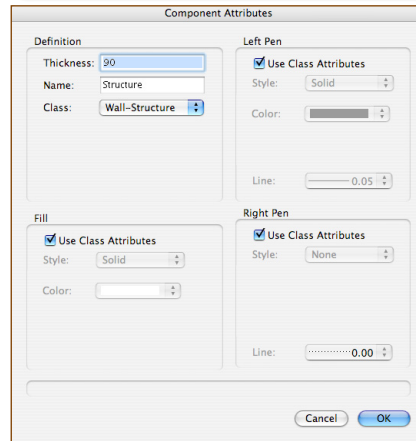 Component Attributes
Definition
Thickness: 90
Name: Structure
Class: Wall-Structure
Left Pen
Use Class Attributes
Style: Solid
Color:
Line: 0.05
Fill
Use Class Attributes
Style: Solid
Color:
Right Pen
Use Class Attributes
Style: None
Line: 0.00
Cancel OK